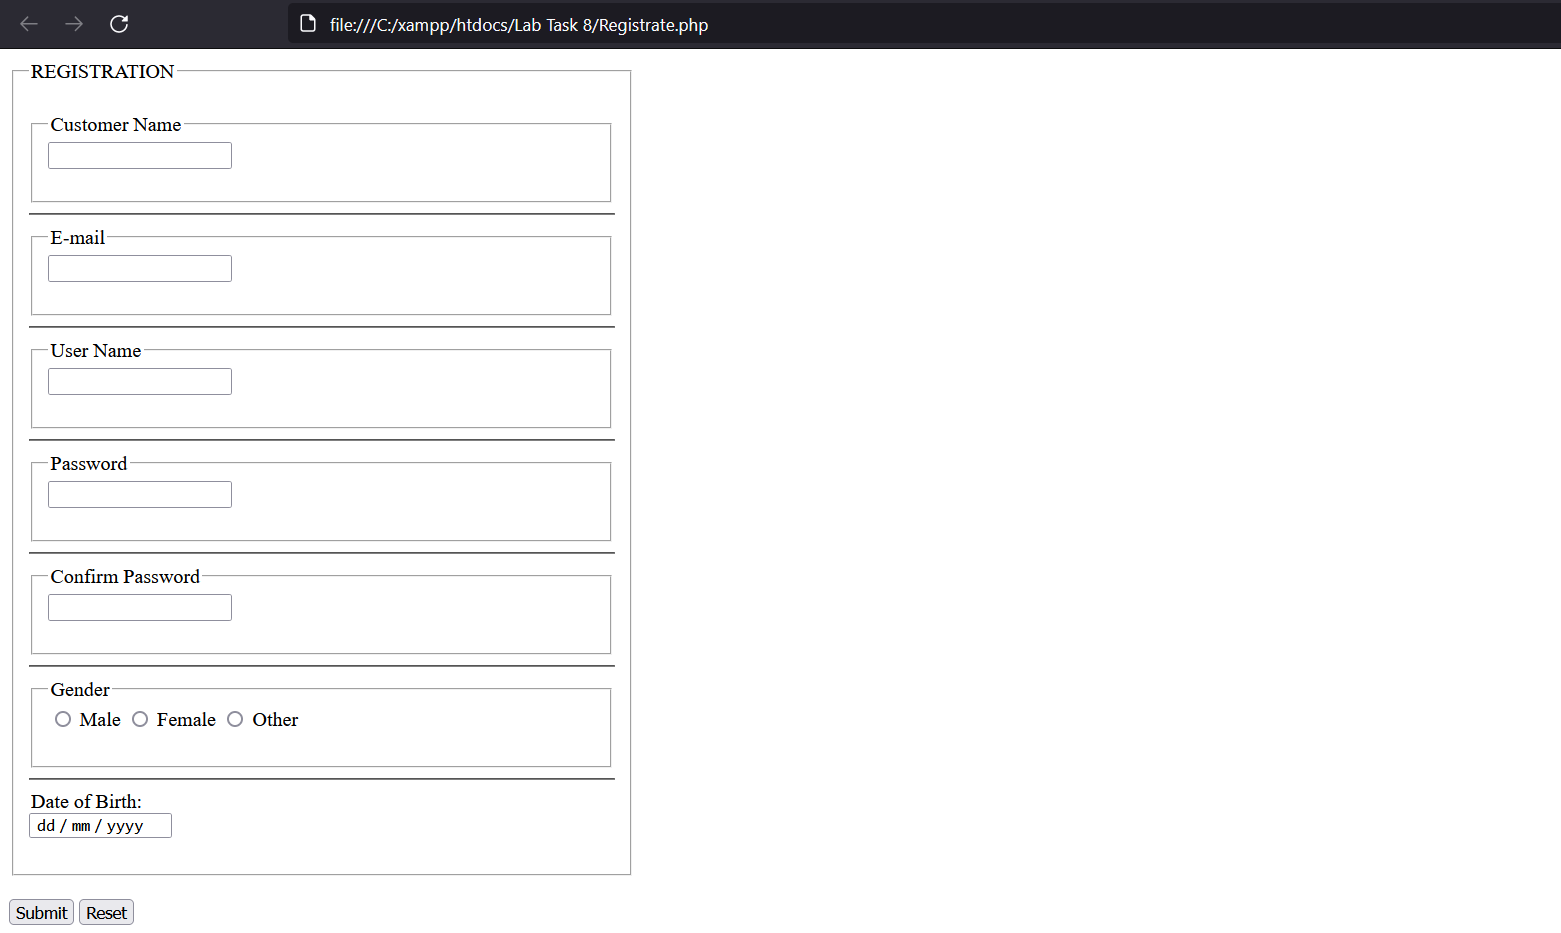 file:///C:/xampp/htdocs/Lab Task 8/Registrate.php
REGISTRATION
Customer Name
E-mail
User Name
Password
Confirm Password
Gender
Male Female Other
Date of Birth:
dd / mm / yyyy
Submit Reset